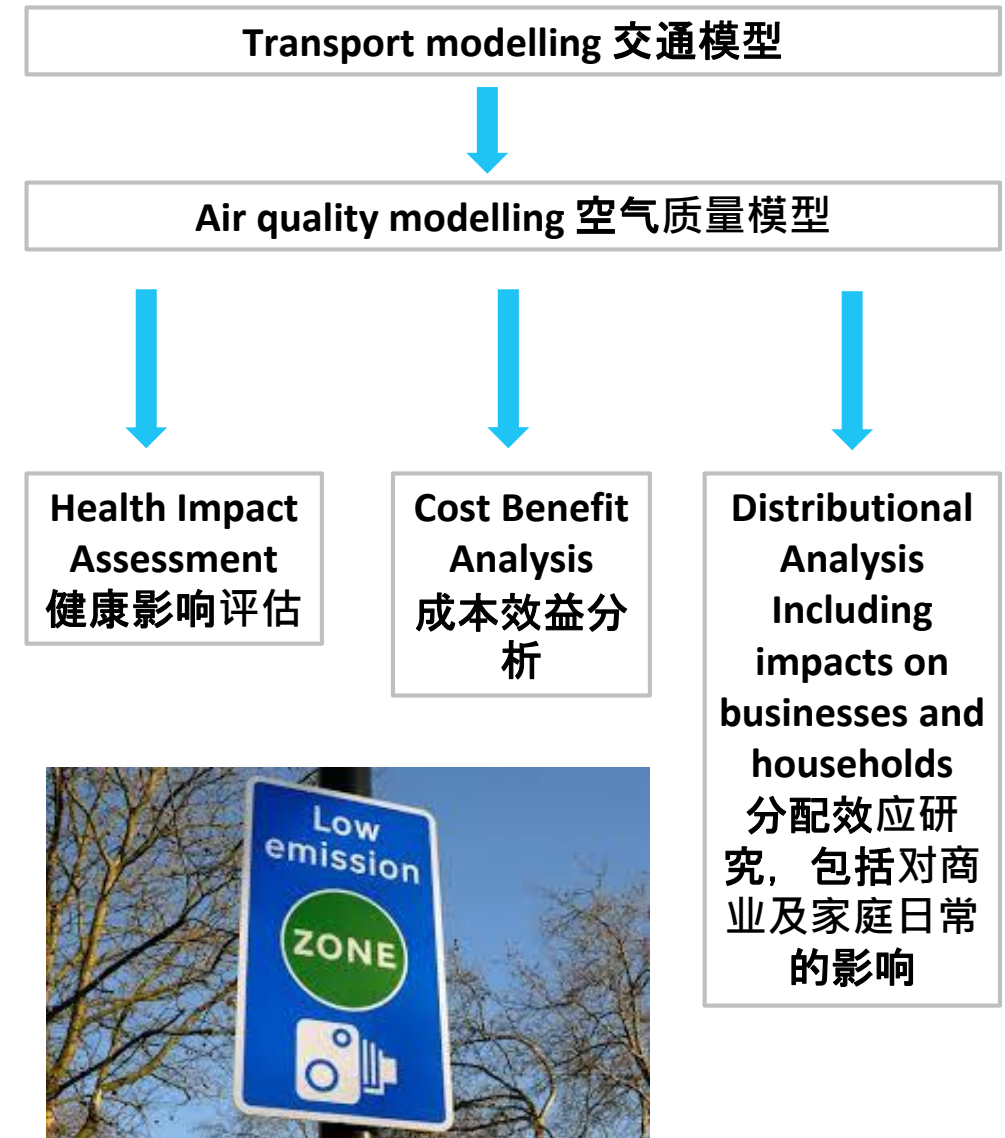 Transport modelling 交通模型
Air quality modelling 空气质量模型
Health Impact
Assessment
健康影响评估
Cost Benefit
Analysis
成本效益分
析
Distributional
Analysis
Including
impacts on
businesses and
households
分配效应研
究，包括对商
业及家庭日常
的影响
Low
emission
ZONE